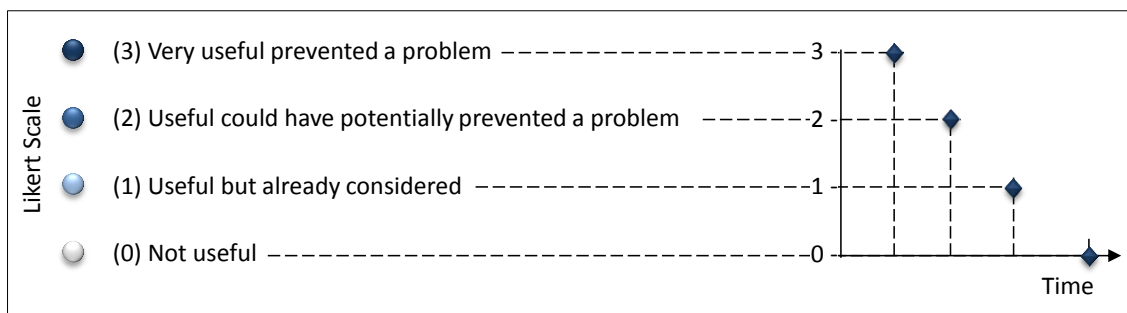 Likert Scale
(3) Very useful prevented a problem
3
(2) Useful could have potentially prevented a problem
2
(1) Useful but already considered
1
(0) Not useful
0
Time